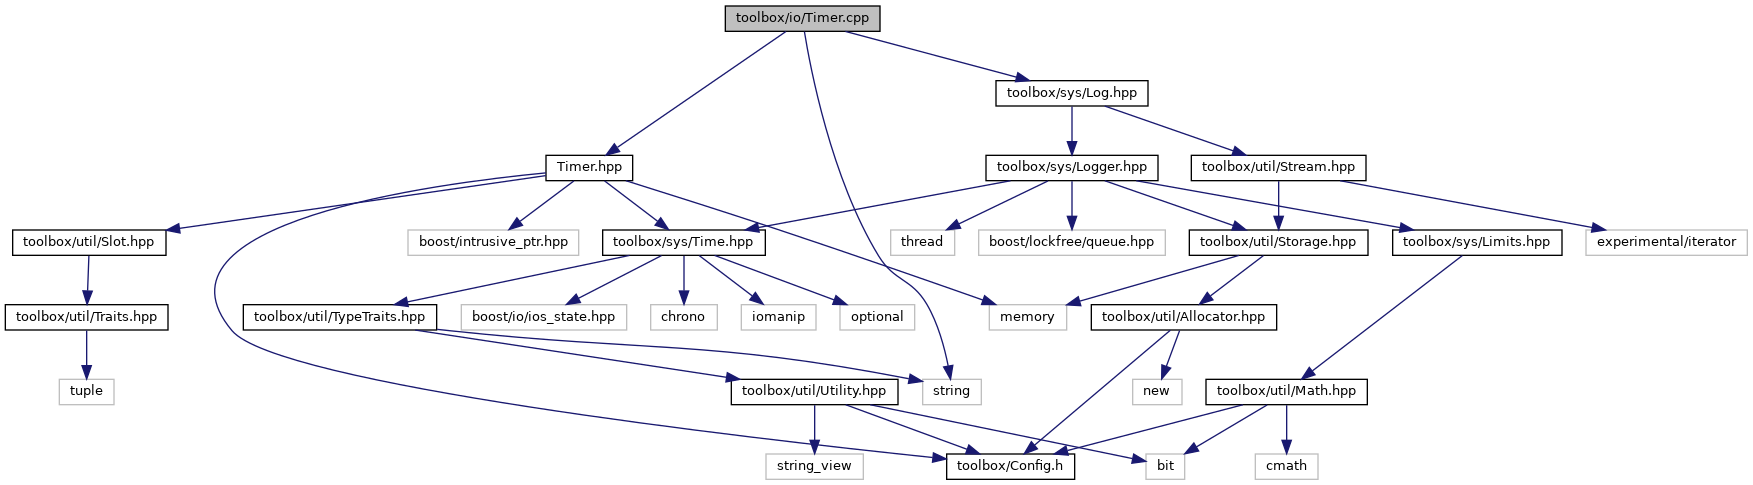 toolbox/io/Timer.cpp
toolbox/sys/Log.hpp
Timer.hpp
toolbox/sys/Logger.hpp
toolbox/util/Stream.hpp
toolbox/util/Slot.hpp
boost/intrusive_ptr.hpp
toolbox/sys/Time.hpp
thread
boost/lockfree/queue.hpp
toolbox/util/Storage.hpp
toolbox/sys/Limits.hpp
experimental/iterator
toolbox/util/Traits.hpp
toolbox/util/TypeTraits.hpp
boost/io/ios_state.hpp
chrono
iomanip
optional
memory
toolbox/util/Allocator.hpp
tuple
toolbox/util/Utility.hpp
string
new
toolbox/util/Math.hpp
string_view
toolbox/Config.h
bit
cmath